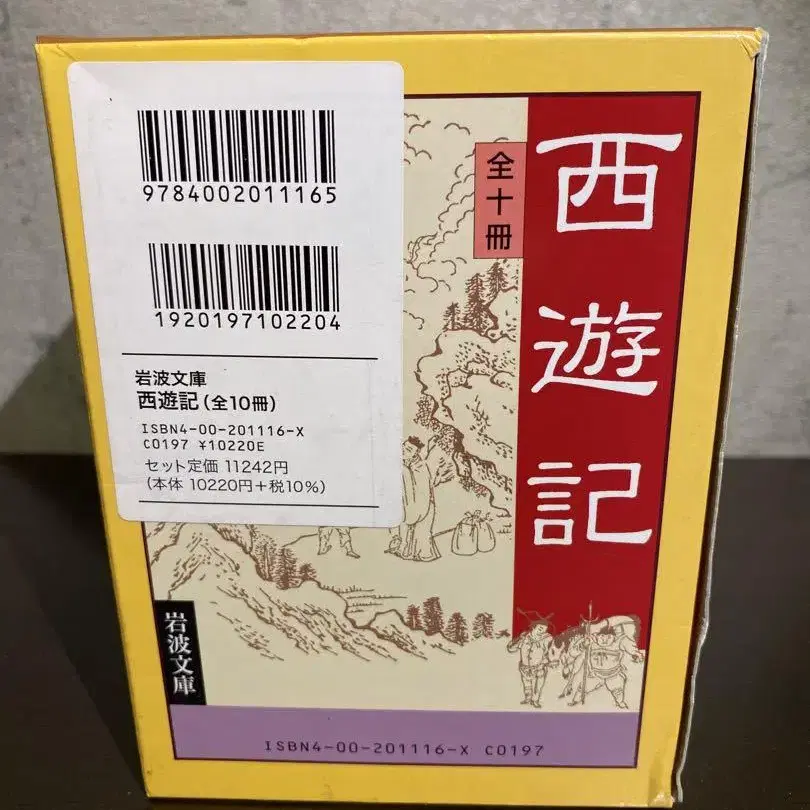 9784002011165
1920197102204
岩波文庫
西遊記(全10冊)
ISBN4-00-201116-X
C0197 ¥10220E
セット定価 11242円
(本体 10220円+税10%)
全十冊
西遊記
岩波文庫
ISBN4-00-201116-X C0197